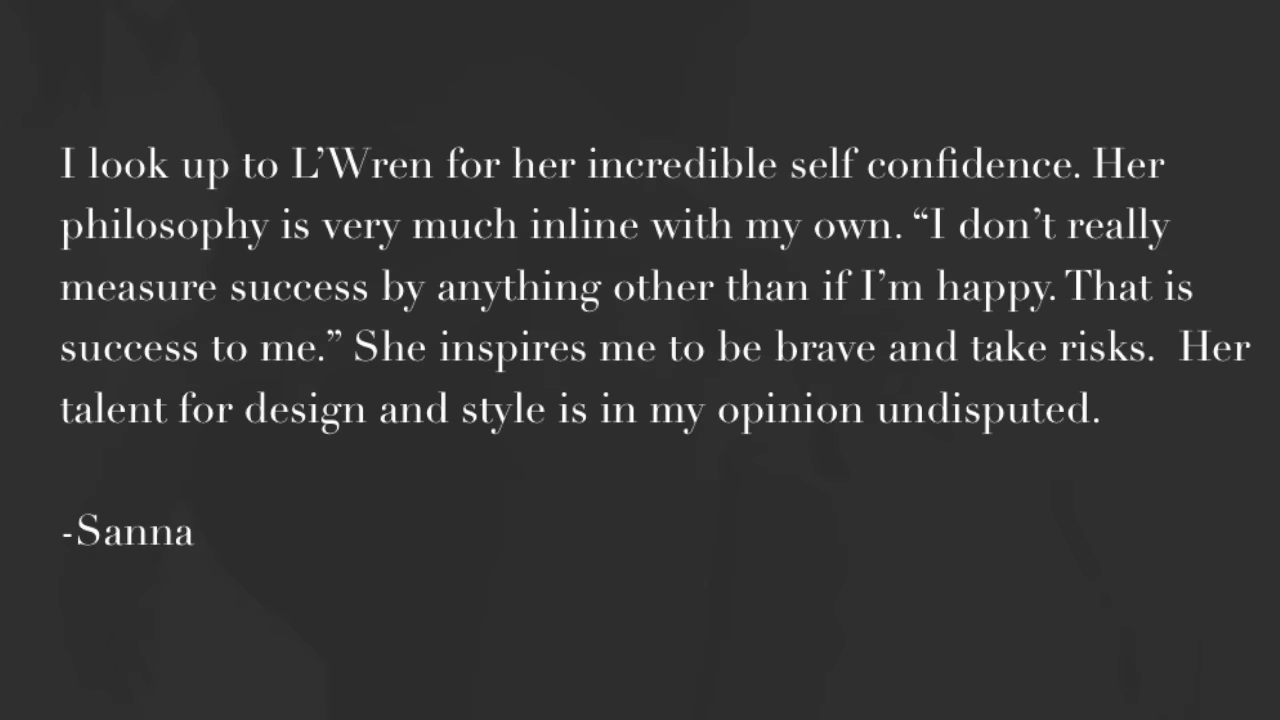 I look up to L’Wren for her incredible self confidence. Her
philosophy is very much inline with my own. “I don’t really
measure success by anything other than if I’m happy. That is
success to me.” She inspires me to be brave and take risks.  Her
talent for design and style is in my opinion undisputed.
-Sanna